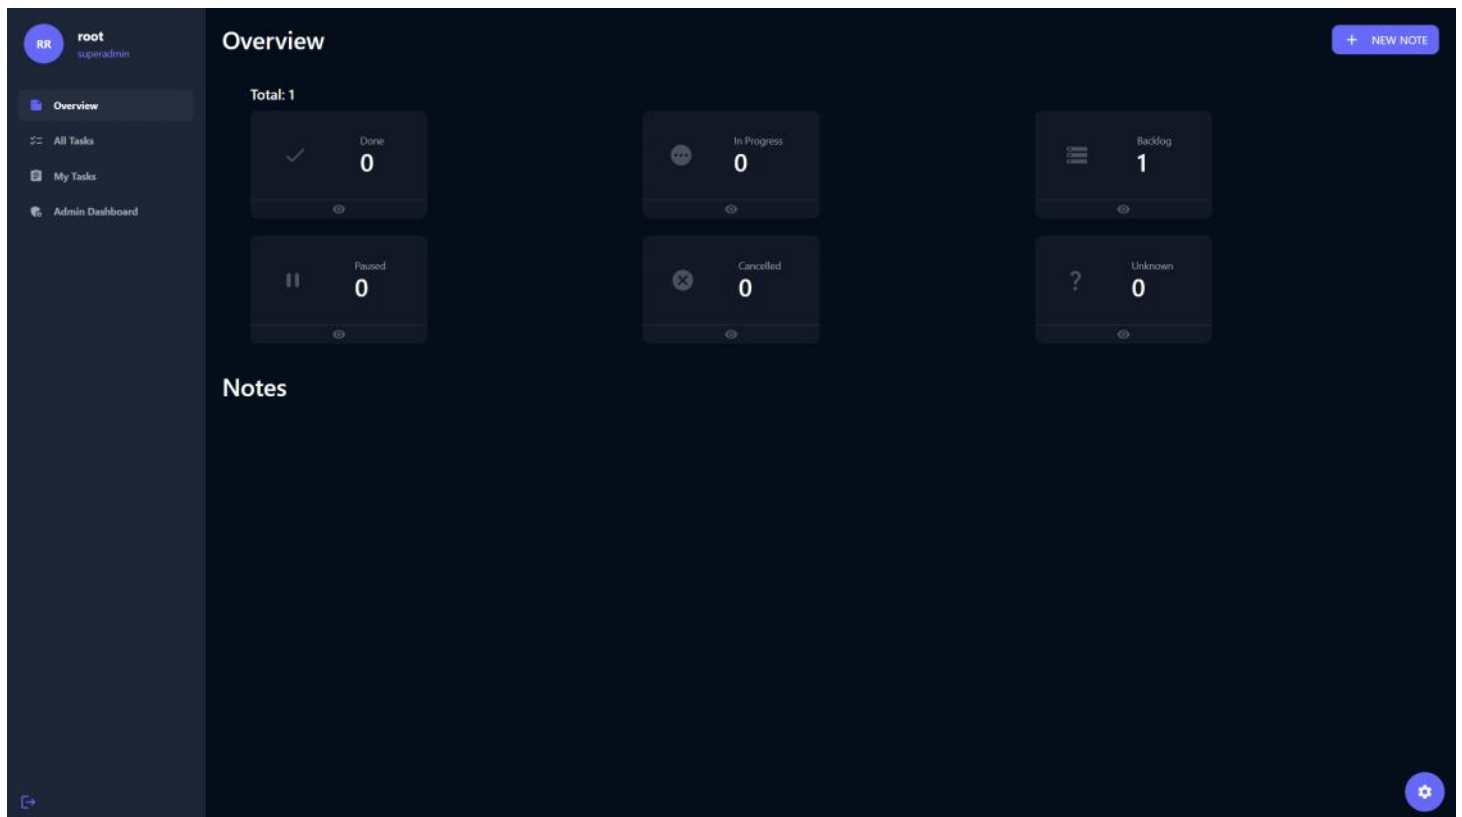 RR
root
superadmin
Overview
All Tasks
My Tasks
Admin Dashboard
Overview
+ NEW NOTE
Total: 1
Done
0
In Progress
0
Backlog
1
Paused
0
Cancelled
0
?
Unknown
0
Notes